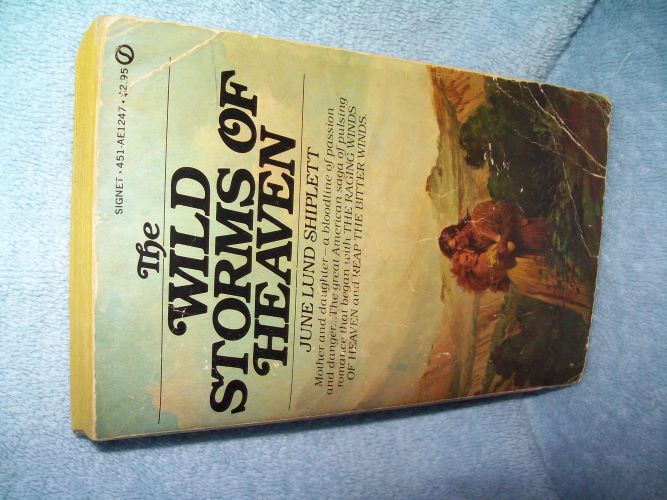 SIGNET • 451-AE1247 • $2.95
The
WILD
STORMS OF
HEAVEN
JUNE LUND SHIPLETT
Mother and daughter—a bloodline of passion
and danger...The great American saga of pulsing
romance that began with THE RAGING WINDS
OF HEAVEN and REAP THE BITTER WINDS.